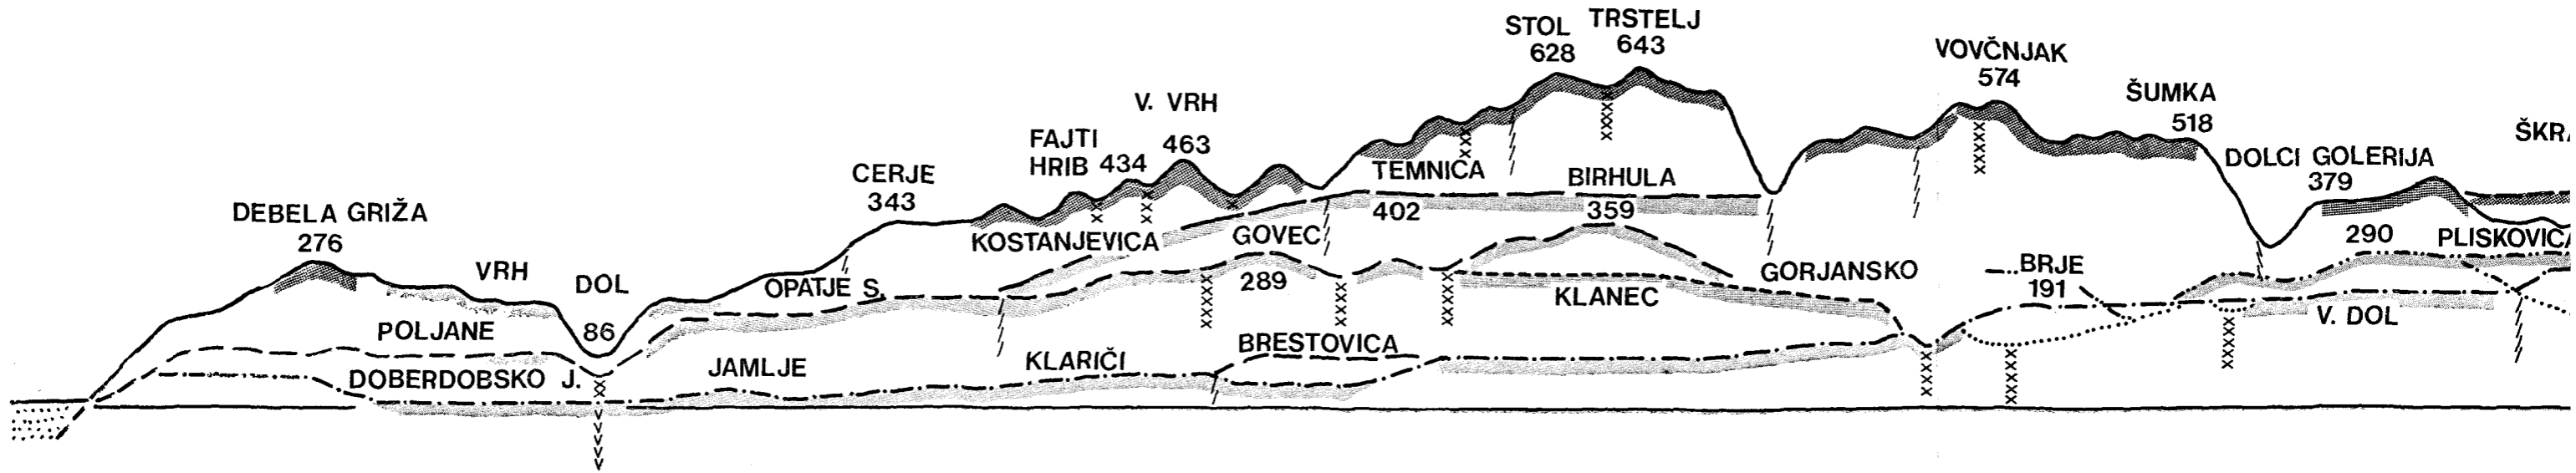 DEBELA GRIŽA
276
VRH
DOL
86
POLJANE
DOBERDOBSKO J.
CERJE
343
OPATJE S.
JAMLJE
FAJTI
HRIB 434
V. VRH
463
KOSTANJEVICA
GOVEC
289
KLARIČI
BRESTOVICA
STOL
628
TRSTELJ
643
TEMNICA
402
BIRHULA
359
KLANEC
GORJANSKO
VOVČNJAK
574
BRJE
191
ŠUMKA
518
DOLCI GOLERIJA
379
290
PLISKOVICA
V. DOL
ŠKR